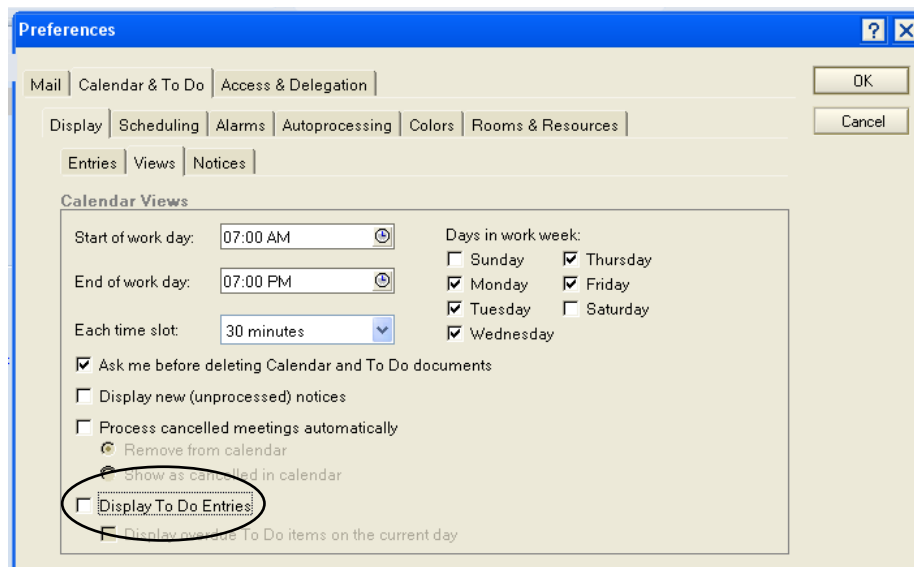 Preferences
Mail Calendar & To Do Access & Delegation
OK
Display Scheduling Alarms Autoprocessing Colors Rooms & Resources
Cancel
Entries Views Notices
Calendar Views
Start of work day: 07:00 AM
End of work day: 07:00 PM
Each time slot: 30 minutes
Days in work week:
Sunday Thursday
Monday Friday
Tuesday Saturday
Wednesday
Ask me before deleting Calendar and To Do documents
Display new (unprocessed) notices
Process cancelled meetings automatically
Remove from calendar
Show as cancelled in calendar
Display To Do Entries
Display overdue To Do items on the current day